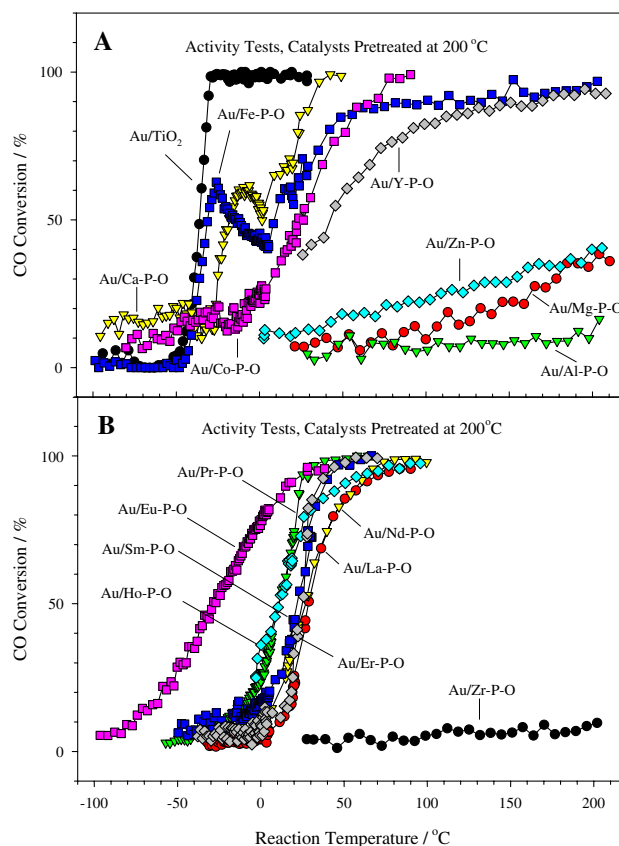 A
Activity Tests, Catalysts Pretreated at 200 °C
100
Au/Fe-P-O
Au/TiO2
Au/Y-P-O
CO Conversion / %
50
Au/Zn-P-O
Au/Ca-P-O
Au/Mg-P-O
0
Au/Co-P-O
Au/Al-P-O
B
Activity Tests, Catalysts Pretreated at 200°C
100
Au/Pr-P-O
Au/Eu-P-O
Au/Nd-P-O
Au/Sm-P-O
Au/La-P-O
CO Conversion / %
Au/Ho-P-O
50
Au/Er-P-O
Au/Zr-P-O
0
-100 -50 0 50 100 150 200
Reaction Temperature / °C